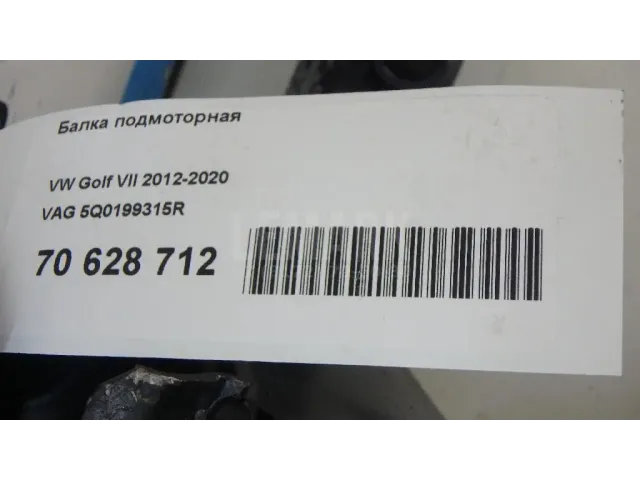 Балка подмоторная
VW Golf VII 2012-2020
VAG 5Q0199315R
70 628 712